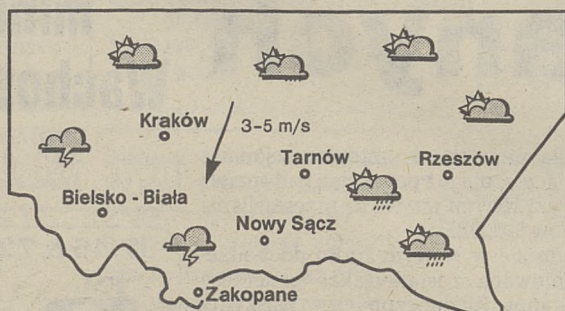 Kraków
3-5 m/s
Tarnów
Rzeszów
Bielsko - Biała
Nowy Sącz
Zakopane